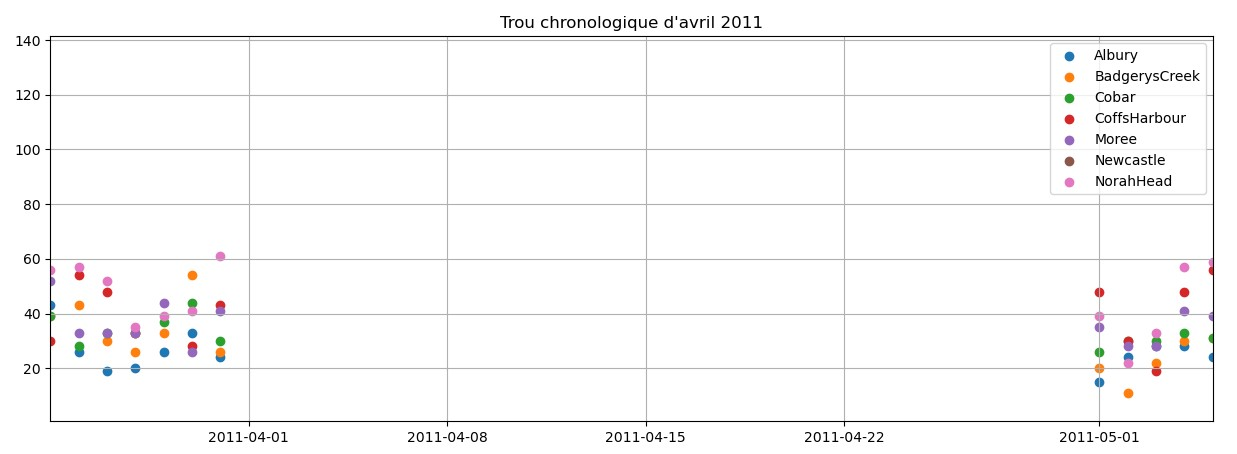 Trou chronologique d'avril 2011
140
120
100
80
60
40
20
Albury
BadgerysCreek
Cobar
CoffsHarbour
Moree
Newcastle
NorahHead
2011-04-01
2011-04-08
2011-04-15
2011-04-22
2011-05-01